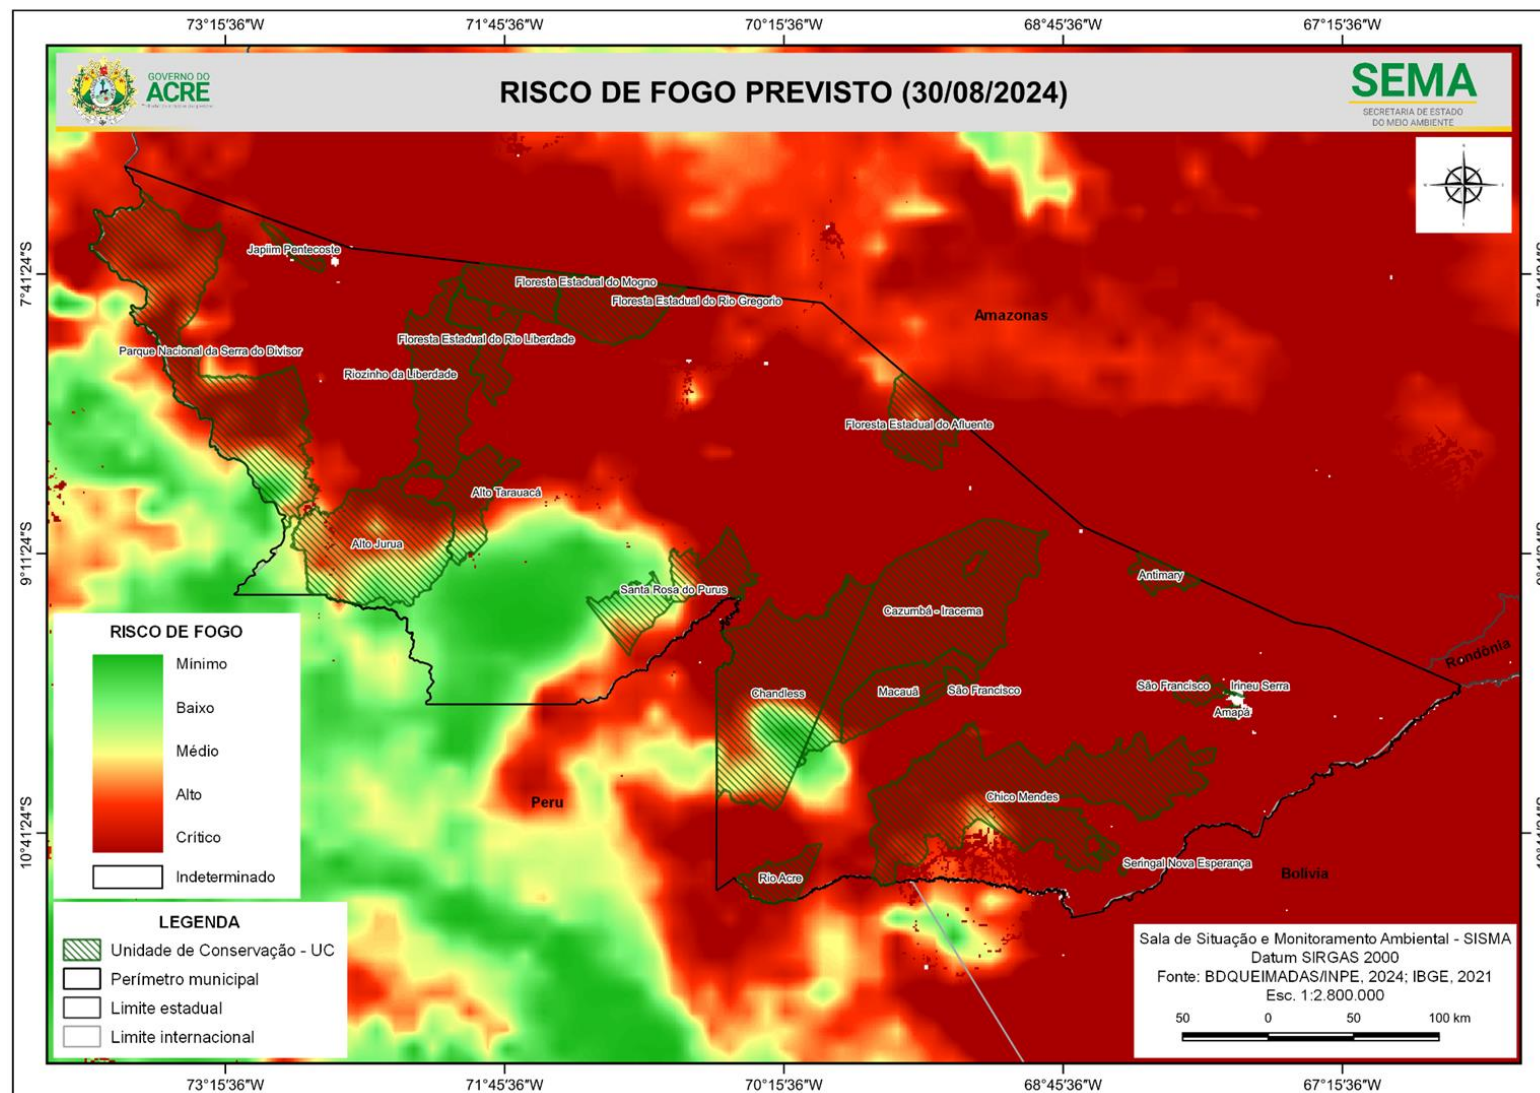 73°15'36"W
71°45'36"W
70°15'36"W
68°45'36"W
67°15'36"W
GOVERNO DO
ACRE
RISCO DE FOGO PREVISTO (30/08/2024)
SEMA
SECRETARIA DE ESTADO
DO MEIO AMBIENTE
7°41'24"S
9°11'24"S
10°41'24"S
Japiim Pentecoste
Floresta Estadual do Mogno
Floresta Estadual do Rio Gregorio
Amazonas
Floresta Estadual do Rio Liberdade
Parque Nacional da Serra do Divisor
Riozinho da Liberdade
Floresta Estadual do Afluente
Alto Tarauacá
Alto Jurua
Santa Rosa do Purus
Antimary
Cazumbá - Iracema
Rondônia
Chandless
Macauã
São Francisco
São Francisco
Irineu Serra
Amapá
Peru
Chico Mendes
Seringal Nova Esperança
Rio Acre
Bolívia
RISCO DE FOGO
Mínimo
Baixo
Médio
Alto
Crítico
Indeterminado
LEGENDA
Unidade de Conservação - UC
Perímetro municipal
Limite estadual
Limite internacional
Sala de Situação e Monitoramento Ambiental - SISMA
Datum SIRGAS 2000
Fonte: BDQUEIMADAS/INPE, 2024; IBGE, 2021
Esc. 1:2.800.000
50 0 50 100 km
73°15'36"W
71°45'36"W
70°15'36"W
68°45'36"W
67°15'36"W